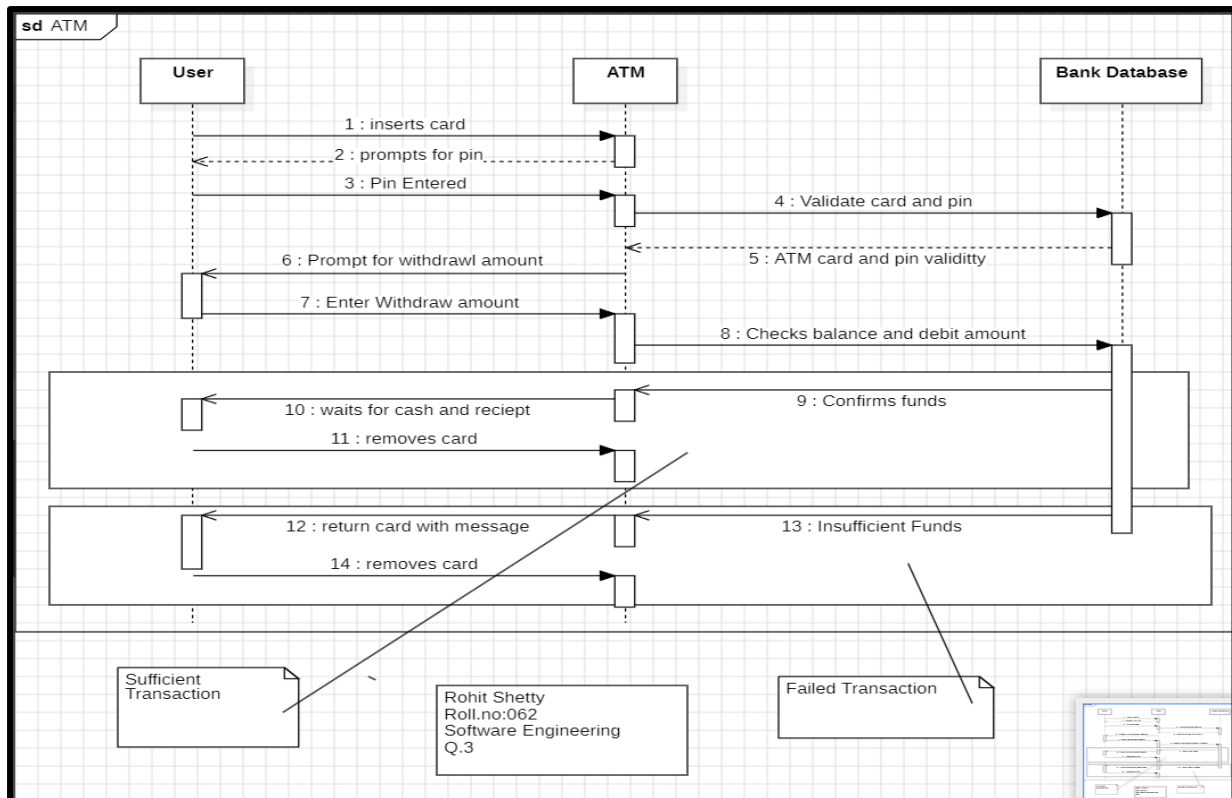 sd ATM
User
ATM
Bank Database
1 : inserts card
2 : prompts for pin
3 : Pin Entered
4 : Validate card and pin
5 : ATM card and pin validitty
6 : Prompt for withdrawl amount
7 : Enter Withdraw amount
8 : Checks balance and debit amount
9 : Confirms funds
10 : waits for cash and reciept
11 : removes card
12 : return card with message
13 : Insufficient Funds
14 : removes card
Sufficient
Transaction
Rohit Shetty
Roll.no:062
Software Engineering
Q.3
Failed Transaction